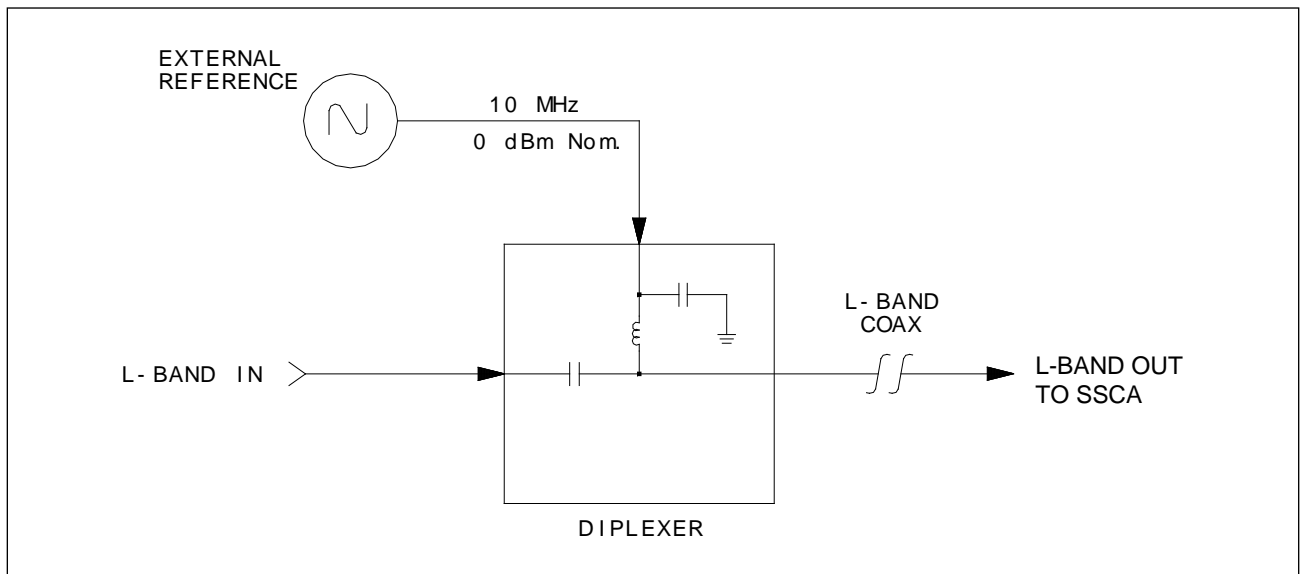 EXTERNAL
REFERENCE
10 MHz
0 dBm Nom.
L-BAND
COAX
L-BAND IN
L-BAND OUT
TO SSCA
DIPLEXER